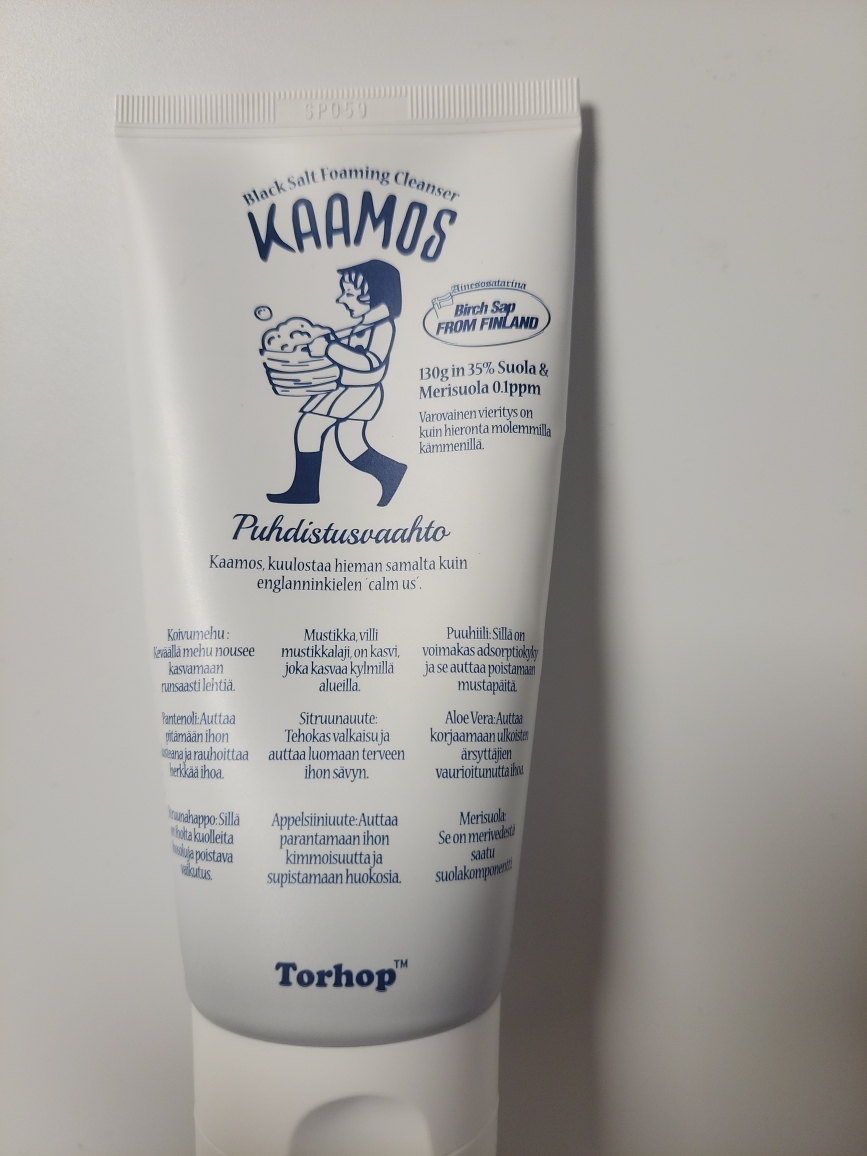 SP059
Black Salt Foaming Cleanser
KAAMOS
Ainesosatarina
Birch Sap
FROM FINLAND
130g in 35% Suola &
Merisuola 0.1ppm
Varovainen vieritys on
kuin hieronta molemmilla
kämmenillä.
Puhdistusvaahto
Kaamos, kuulostaa hieman samalta kuin
englanninkielen ´calm us´.
Koivumehu :
Keväällä mehu nousee
kasvamaan
runsaasti lehtiä.
Mustikka, villi
mustikkalaji, on kasvi,
joka kasvaa kylmillä
alueilla.
Puuhiili: Sillä on
voimakas adsorptiokyky
ja se auttaa poistamaan
mustapäitä.
Pantenoli: Auttaa
pitämään ihon
ja rauhoittaa
herkkää ihoa.
Sitruunauute:
Tehokas valkaisu ja
auttaa luomaan terveen
ihon sävyn.
Aloe Vera: Auttaa
korjaamaan ulkoisten
ärsyttäjien
vaurioitunutta ihoa.
Sillä
iholta kuolleita
poistava
vaikutus.
Appelsiiniuute: Auttaa
parantamaan ihon
kimmoisuutta ja
supistamaan huokosia.
Merisuola:
Se on merivedestä
saatu
suolakomponentti
Torhop™